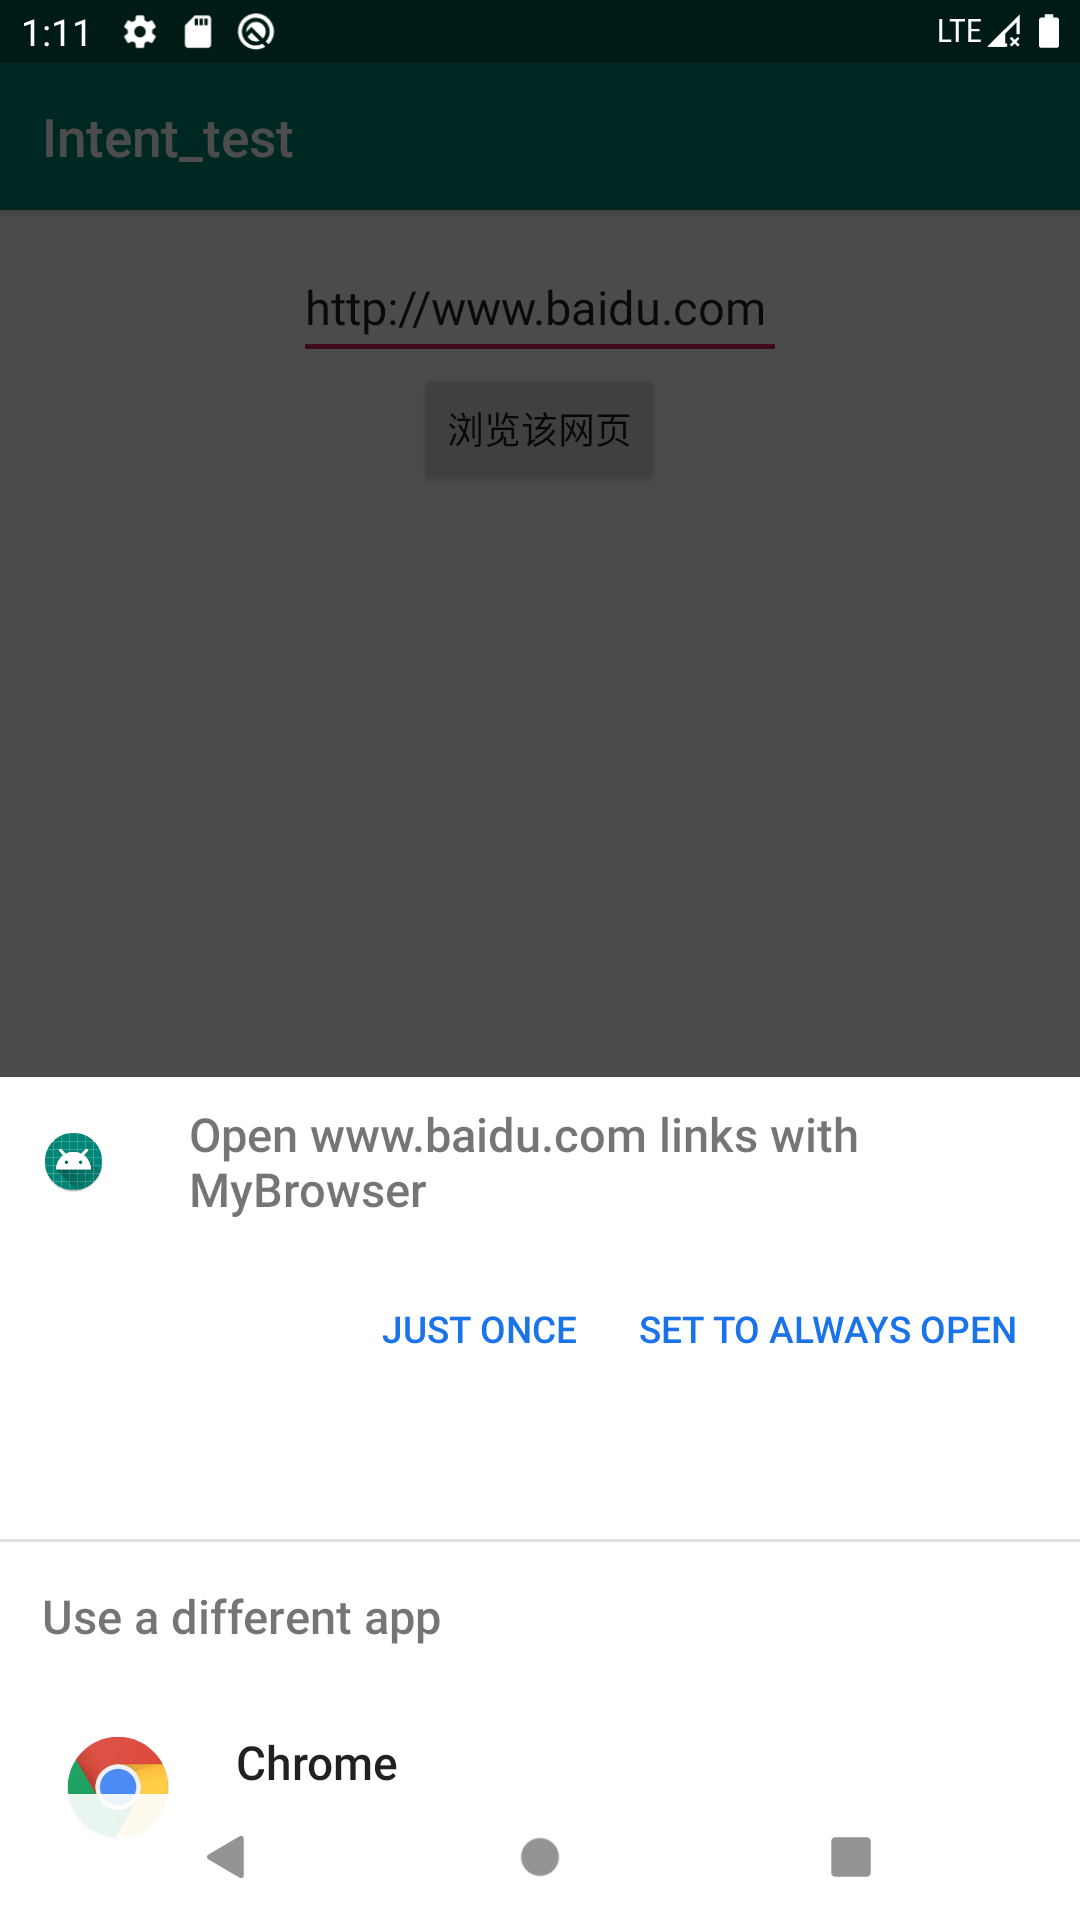 1:11
LTE
Intent_test
http://www.baidu.com
浏览该网页
Open www.baidu.com links with
MyBrowser
JUST ONCE
SET TO ALWAYS OPEN
Use a different app
Chrome